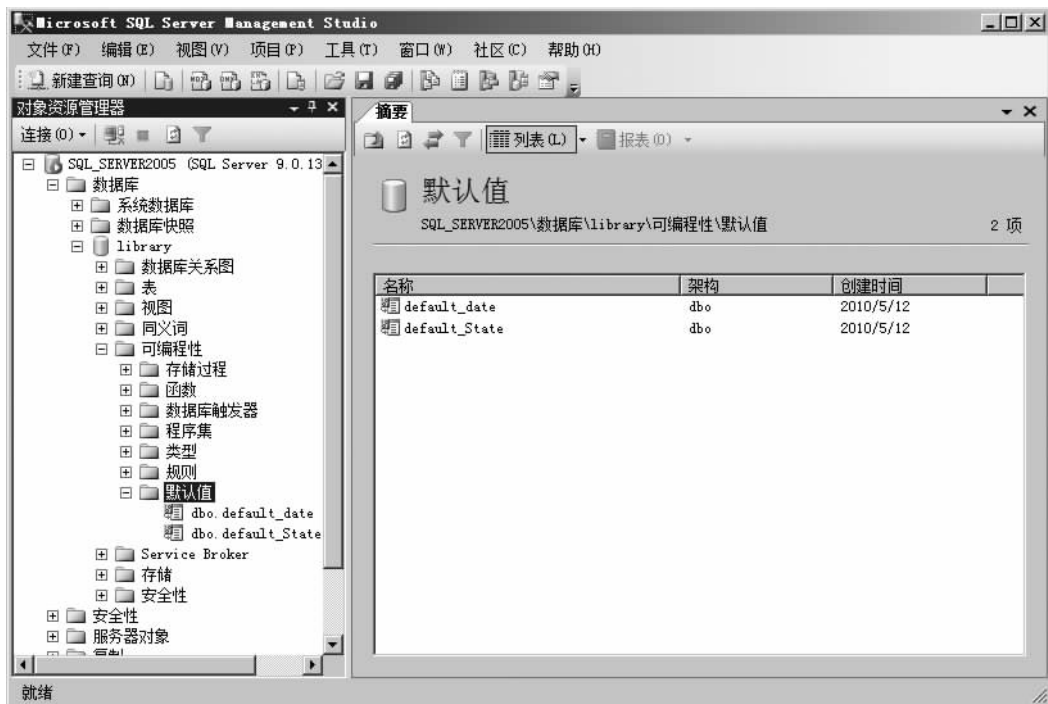 Microsoft SQL Server Management Studio
文件(F) 编辑(E) 视图(V) 项目(P) 工具(T) 窗口(W) 社区(C) 帮助(H)
新建查询(N)
对象资源管理器
连接(O)
SQL_SERVER2005 (SQL Server 9.0.13
数据库
系统数据库
数据库快照
library
数据库关系图
表
视图
同义词
可编程性
存储过程
函数
数据库触发器
程序集
类型
规则
默认值
dbo.default_date
dbo.default_State
Service Broker
存储
安全性
安全性
服务器对象
摘要
列表(L) 报表(O)
默认值
SQL_SERVER2005\数据库\library\可编程性\默认值 2 项
名称 架构 创建时间
default_date dbo 2010/5/12
default_State dbo 2010/5/12
就绪